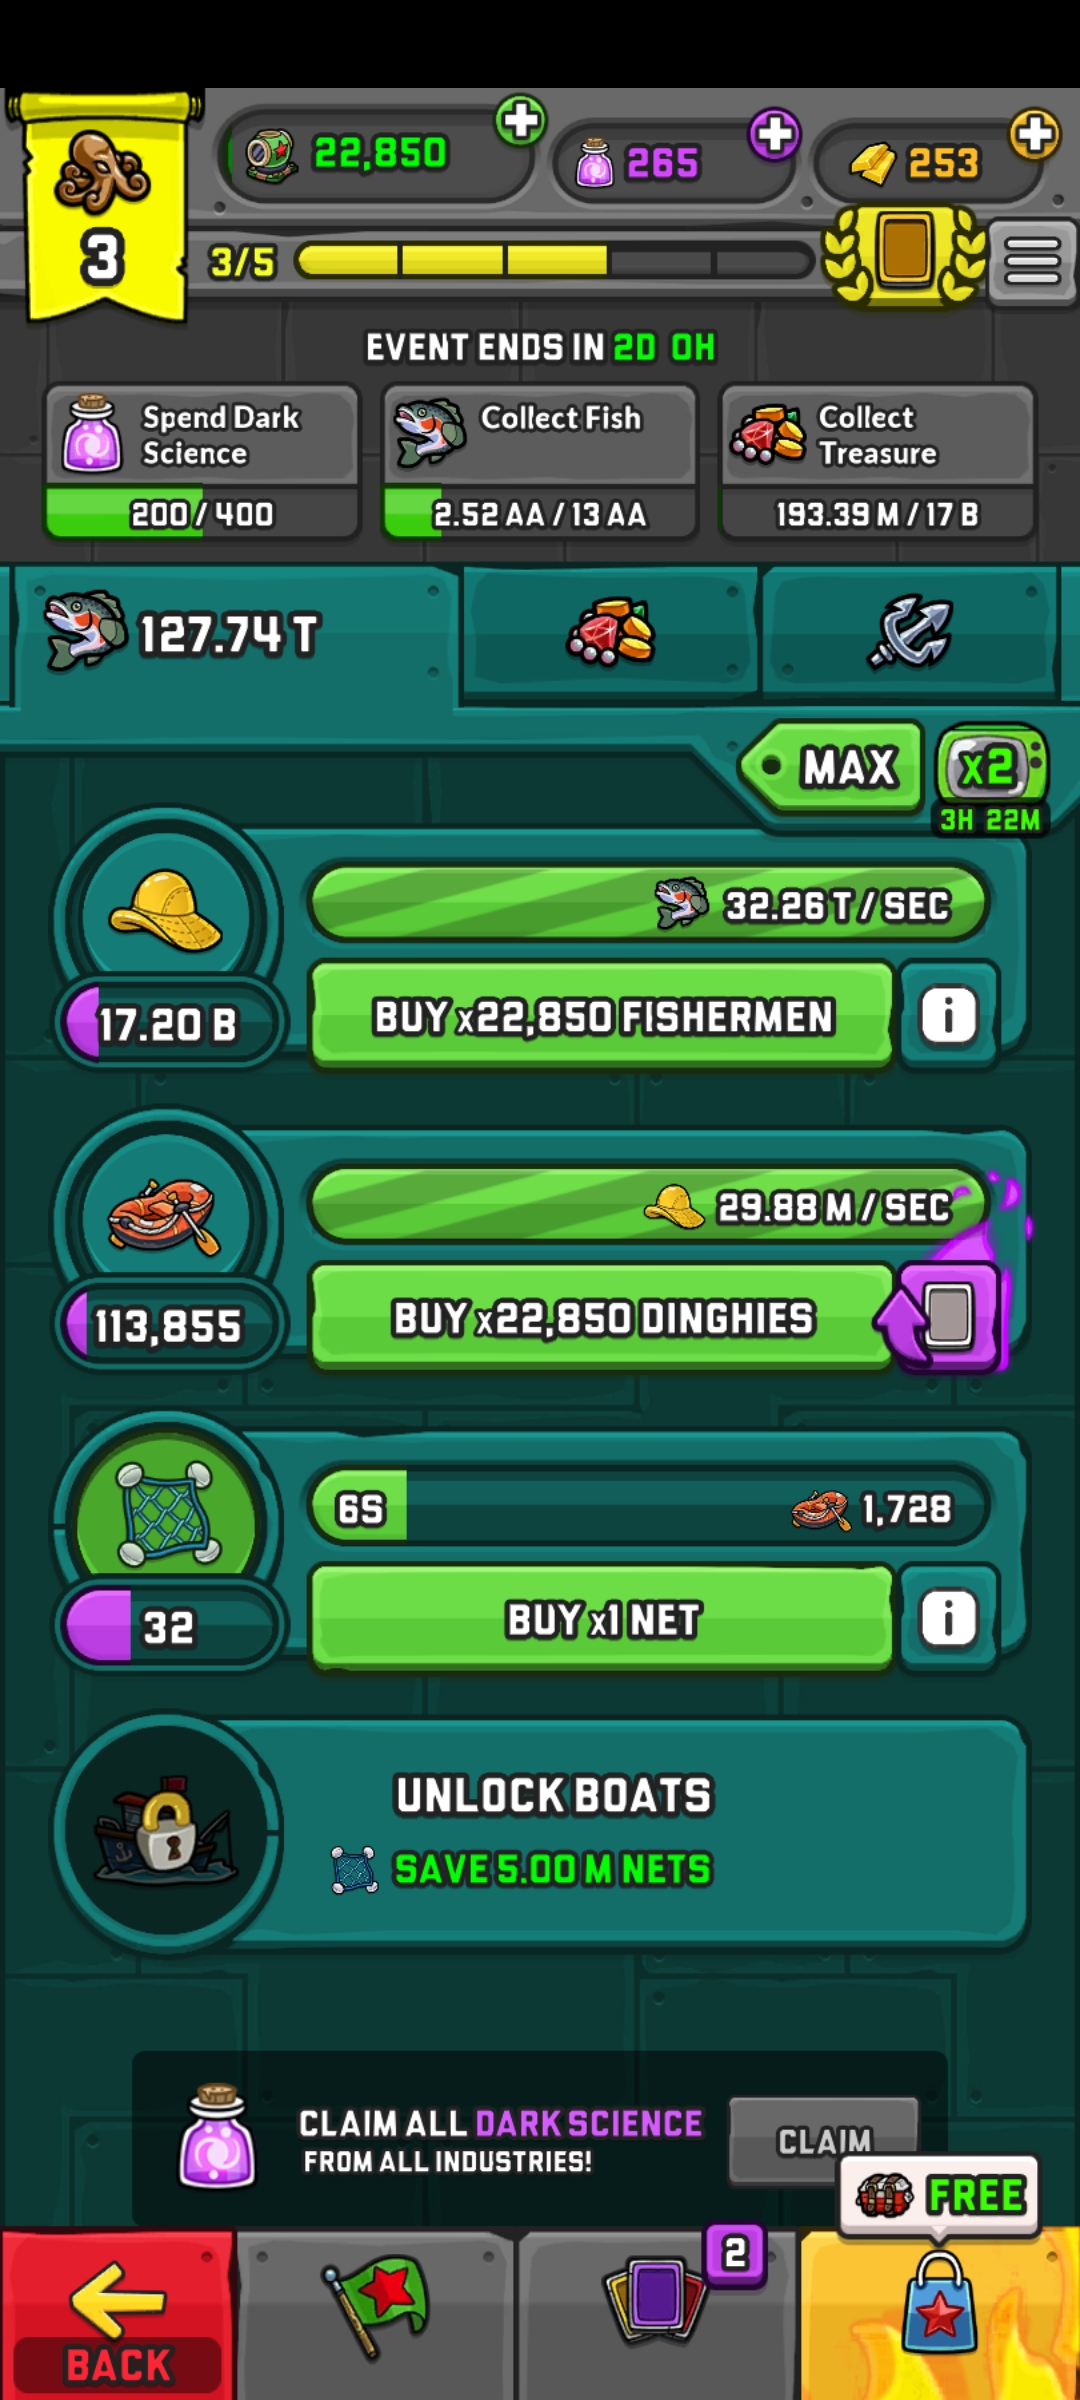 22,850
265
253
3
3/5
EVENT ENDS IN 2D 0H
Spend Dark
Science
200 / 400
Collect Fish
2.52 AA / 13 AA
Collect
Treasure
193.39 M / 17 B
127.74 T
MAX
x2
3H 22M
32.26 T / SEC
17.20 B
BUY x22,850 FISHERMEN
i
29.88 M / SEC
113,855
BUY x22,850 DINGHIES
6S
1,728
32
BUY x1 NET
i
UNLOCK BOATS
SAVE 5.00 M NETS
CLAIM ALL DARK SCIENCE
FROM ALL INDUSTRIES!
CLAIM
FREE
2
BACK